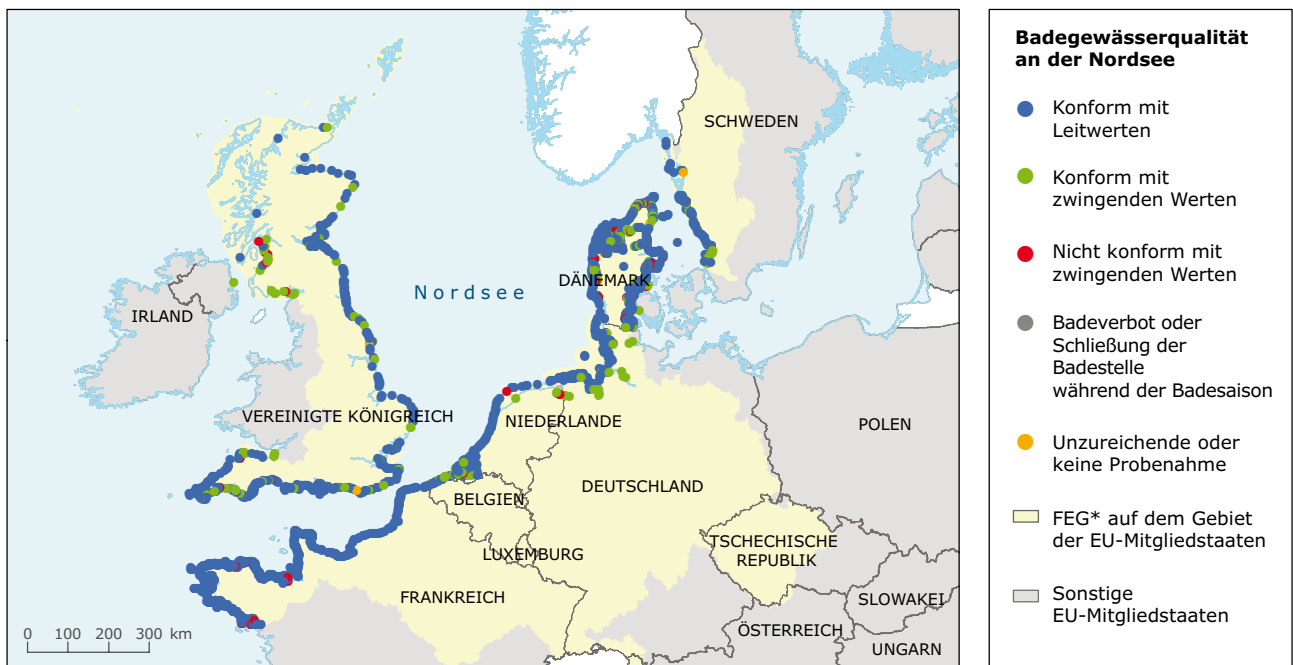 SCHWEDEN
Nordsee
DÄNEMARK
IRLAND
VEREINIGTE KÖNIGREICH
NIEDERLANDE
POLEN
BELGIEN
DEUTSCHLAND
LUXEMBURG
TSCHECHISCHE
REPUBLIK
FRANKREICH
SLOWAKEI
ÖSTERREICH
UNGARN
0 100 200 300 km
Badegewässerqualität
an der Nordsee
Konform mit
Leitwerten
Konform mit
zwingenden Werten
Nicht konform mit
zwingenden Werten
Badeverbot oder
Schließung der
Badestelle
während der Badesaison
Unzureichende oder
keine Probenahme
FEG* auf dem Gebiet
der EU-Mitgliedstaaten
Sonstige
EU-Mitgliedstaaten